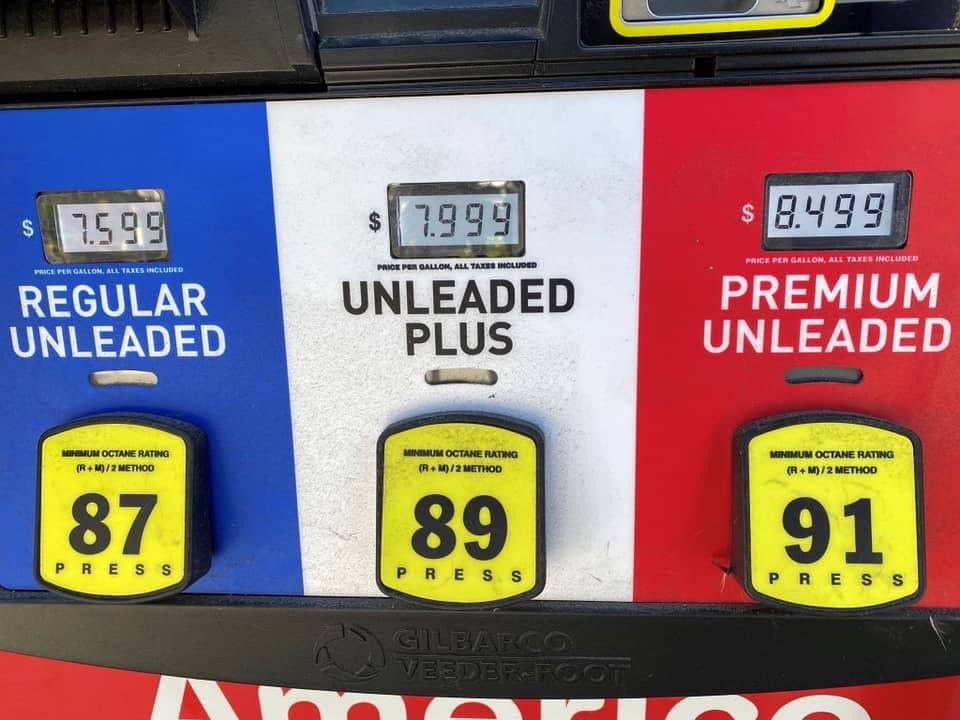 $ 7.599
PRICE PER GALLON, ALL TAXES INCLUDED
REGULAR
UNLEADED
MINIMUM OCTANE RATING
(R + M) / 2 METHOD
87
PRESS
$ 7.999
PRICE PER GALLON, ALL TAXES INCLUDED
UNLEADED
PLUS
MINIMUM OCTANE RATING
(R + M) / 2 METHOD
89
PRESS
$ 8.499
PRICE PER GALLON, ALL TAXES INCLUDED
PREMIUM
UNLEADED
MINIMUM OCTANE RATING
(R + M) / 2 METHOD
91
PRESS
GILBARCO
VEEDER-ROOT